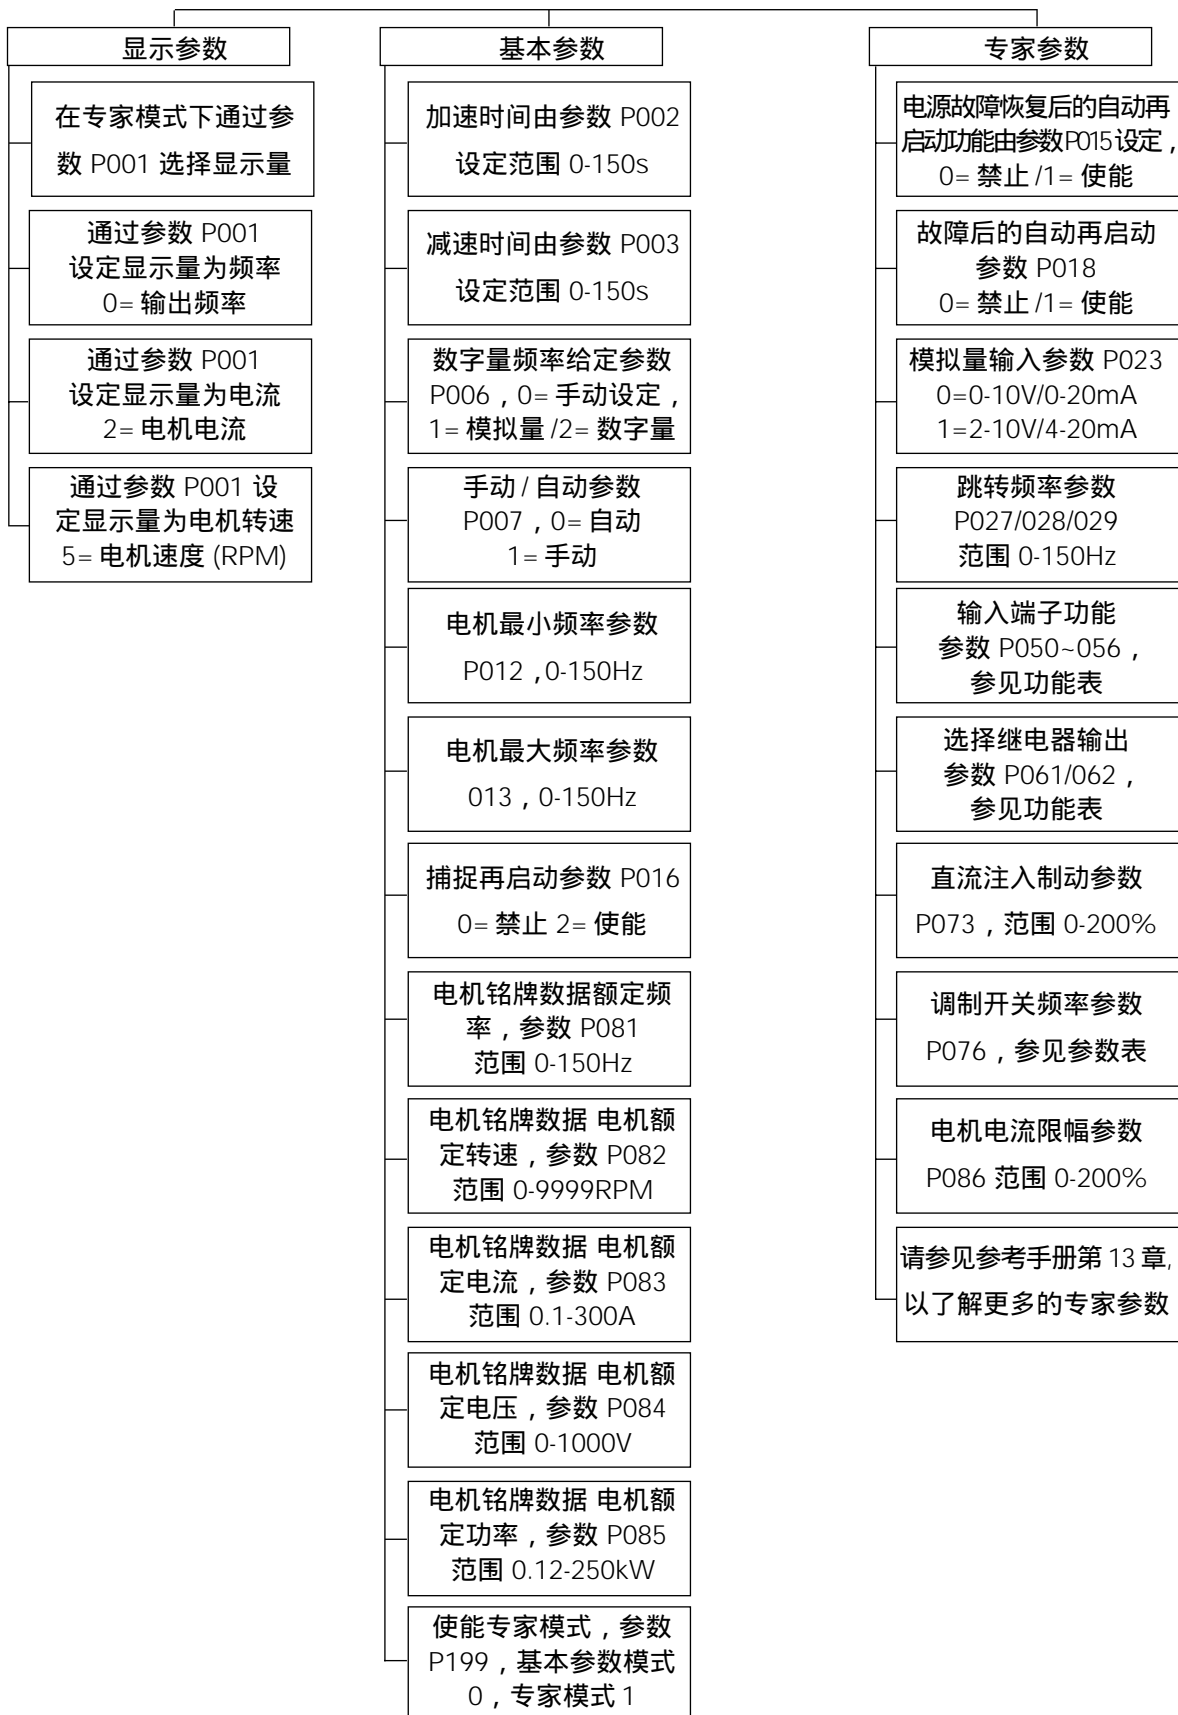 显示参数
在专家模式下通过参
数 P001 选择显示量
通过参数 P001
设定显示量为频率
0= 输出频率
通过参数 P001
设定显示量为电流
2= 电机电流
通过参数 P001 设
定显示量为电机转速
5= 电机速度 (RPM)
基本参数
加速时间由参数 P002
设定范围 0-150s
减速时间由参数 P003
设定范围 0-150s
数字量频率给定参数
P006，0= 手动设定，
1= 模拟量 /2= 数字量
手动 / 自动参数
P007，0= 自动
1= 手动
电机最小频率参数
P012，0-150Hz
电机最大频率参数
013，0-150Hz
捕捉再启动参数 P016
0= 禁止 2= 使能
电机铭牌数据额定频
率，参数 P081
范围 0-150Hz
电机铭牌数据 电机额
定转速，参数 P082
范围 0-9999RPM
电机铭牌数据 电机额
定电流，参数 P083
范围 0.1-300A
电机铭牌数据 电机额
定电压，参数 P084
范围 0-1000V
电机铭牌数据 电机额
定功率，参数 P085
范围 0.12-250kW
使能专家模式，参数
P199，基本参数模式
0，专家模式 1
专家参数
电源故障恢复后的自动再
启动功能由参数P015设定，
0= 禁止 /1= 使能
故障后的自动再启动
参数 P018
0= 禁止 /1= 使能
模拟量输入参数 P023
0=0-10V/0-20mA
1=2-10V/4-20mA
跳转频率参数
P027/028/029
范围 0-150Hz
输入端子功能
参数 P050~056，
参见功能表
选择继电器输出
参数 P061/062，
参见功能表
直流注入制动参数
P073，范围 0-200%
调制开关频率参数
P076，参见参数表
电机电流限幅参数
P086 范围 0-200%
请参见参考手册第 13 章,
以了解更多的专家参数